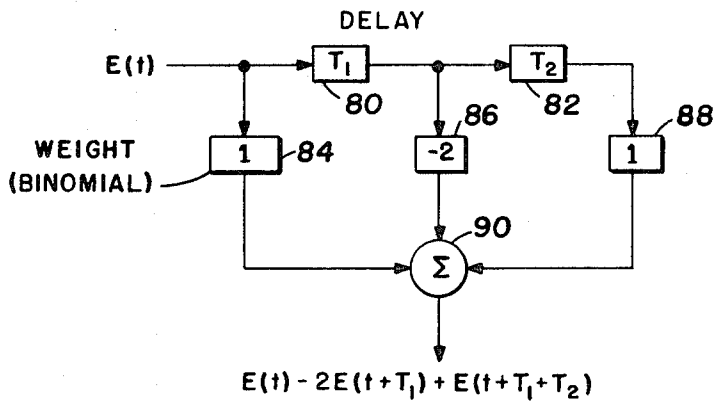 DELAY
E(t) T₁ T₂
80 82
86 88
WEIGHT
(BINOMIAL)
1 84 -2 1
90
Σ
E(t) - 2E(t+T₁) + E(t+T₁+T₂)